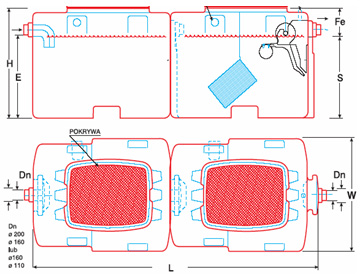 Fe
H
E
S
POKRYWA
Dn
Dn
Dn
ø 200
ø 160
lub
ø160
ø 110
W
L